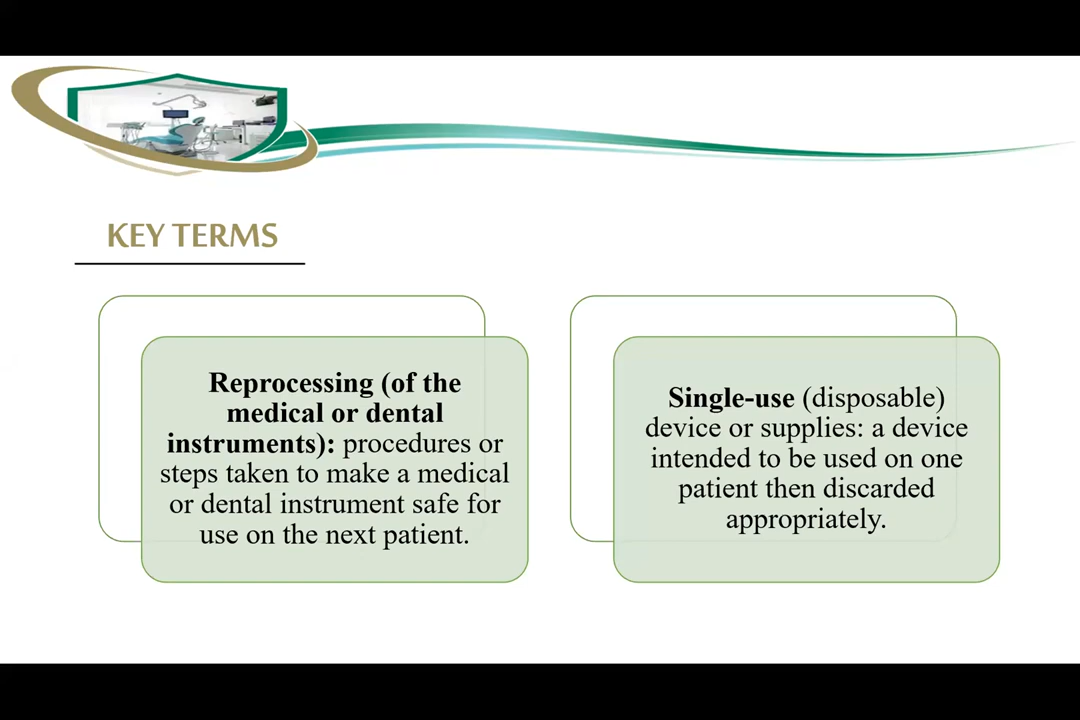 KEY TERMS
Reprocessing (of the
medical or dental
instruments): procedures or
steps taken to make a medical
or dental instrument safe for
use on the next patient.
Single-use (disposable)
device or supplies: a device
intended to be used on one
patient then discarded
appropriately.